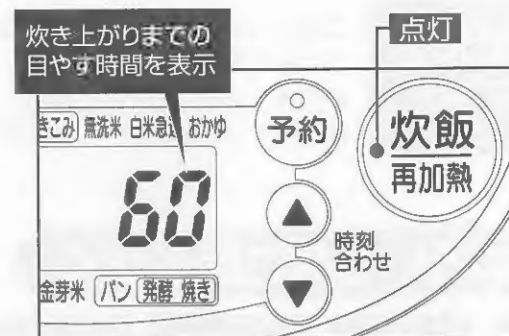 炊き上がりまでの
目やす時間を表示
点灯
きこみ 無洗米 白米急速 おかゆ
予約
炊飯
再加熱
60
時刻
合わせ
金芽米 パン 発酵 焼き